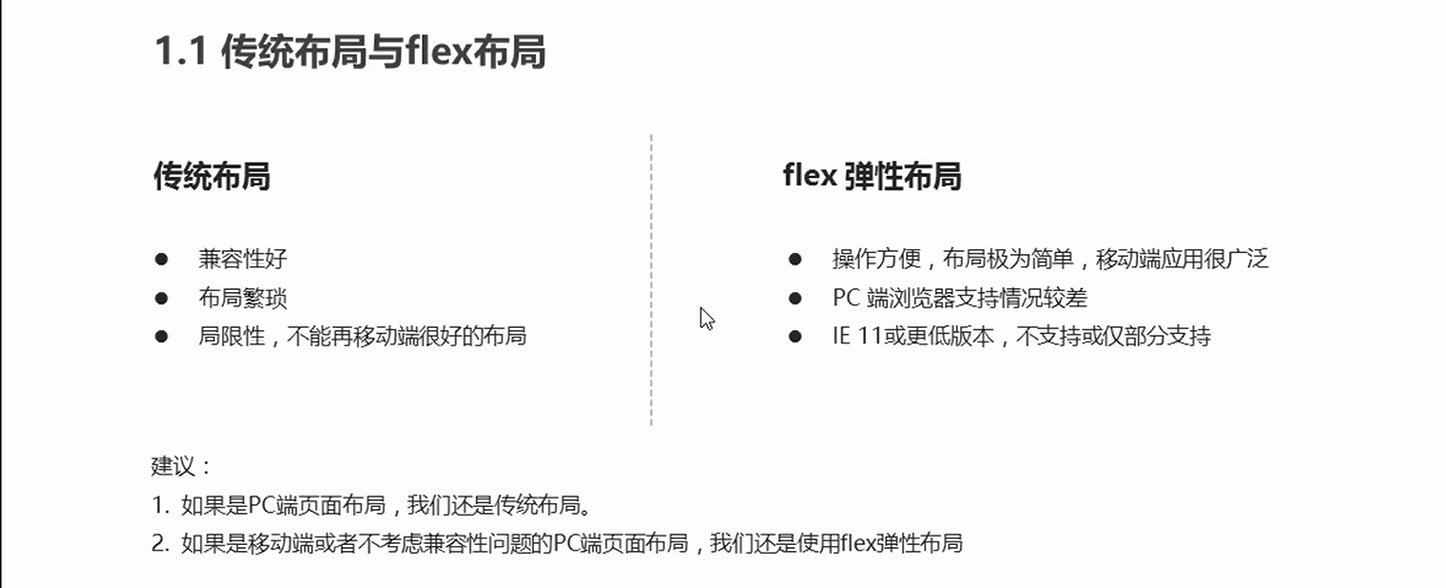 1.1 传统布局与flex布局
传统布局
● 兼容性好
● 布局繁琐
● 局限性，不能再移动端很好的布局
flex 弹性布局
● 操作方便，布局极为简单，移动端应用很广泛
● PC 端浏览器支持情况较差
● IE 11或更低版本，不支持或仅部分支持
建议：
1. 如果是PC端页面布局，我们还是传统布局。
2. 如果是移动端或者不考虑兼容性问题的PC端页面布局，我们还是使用flex弹性布局